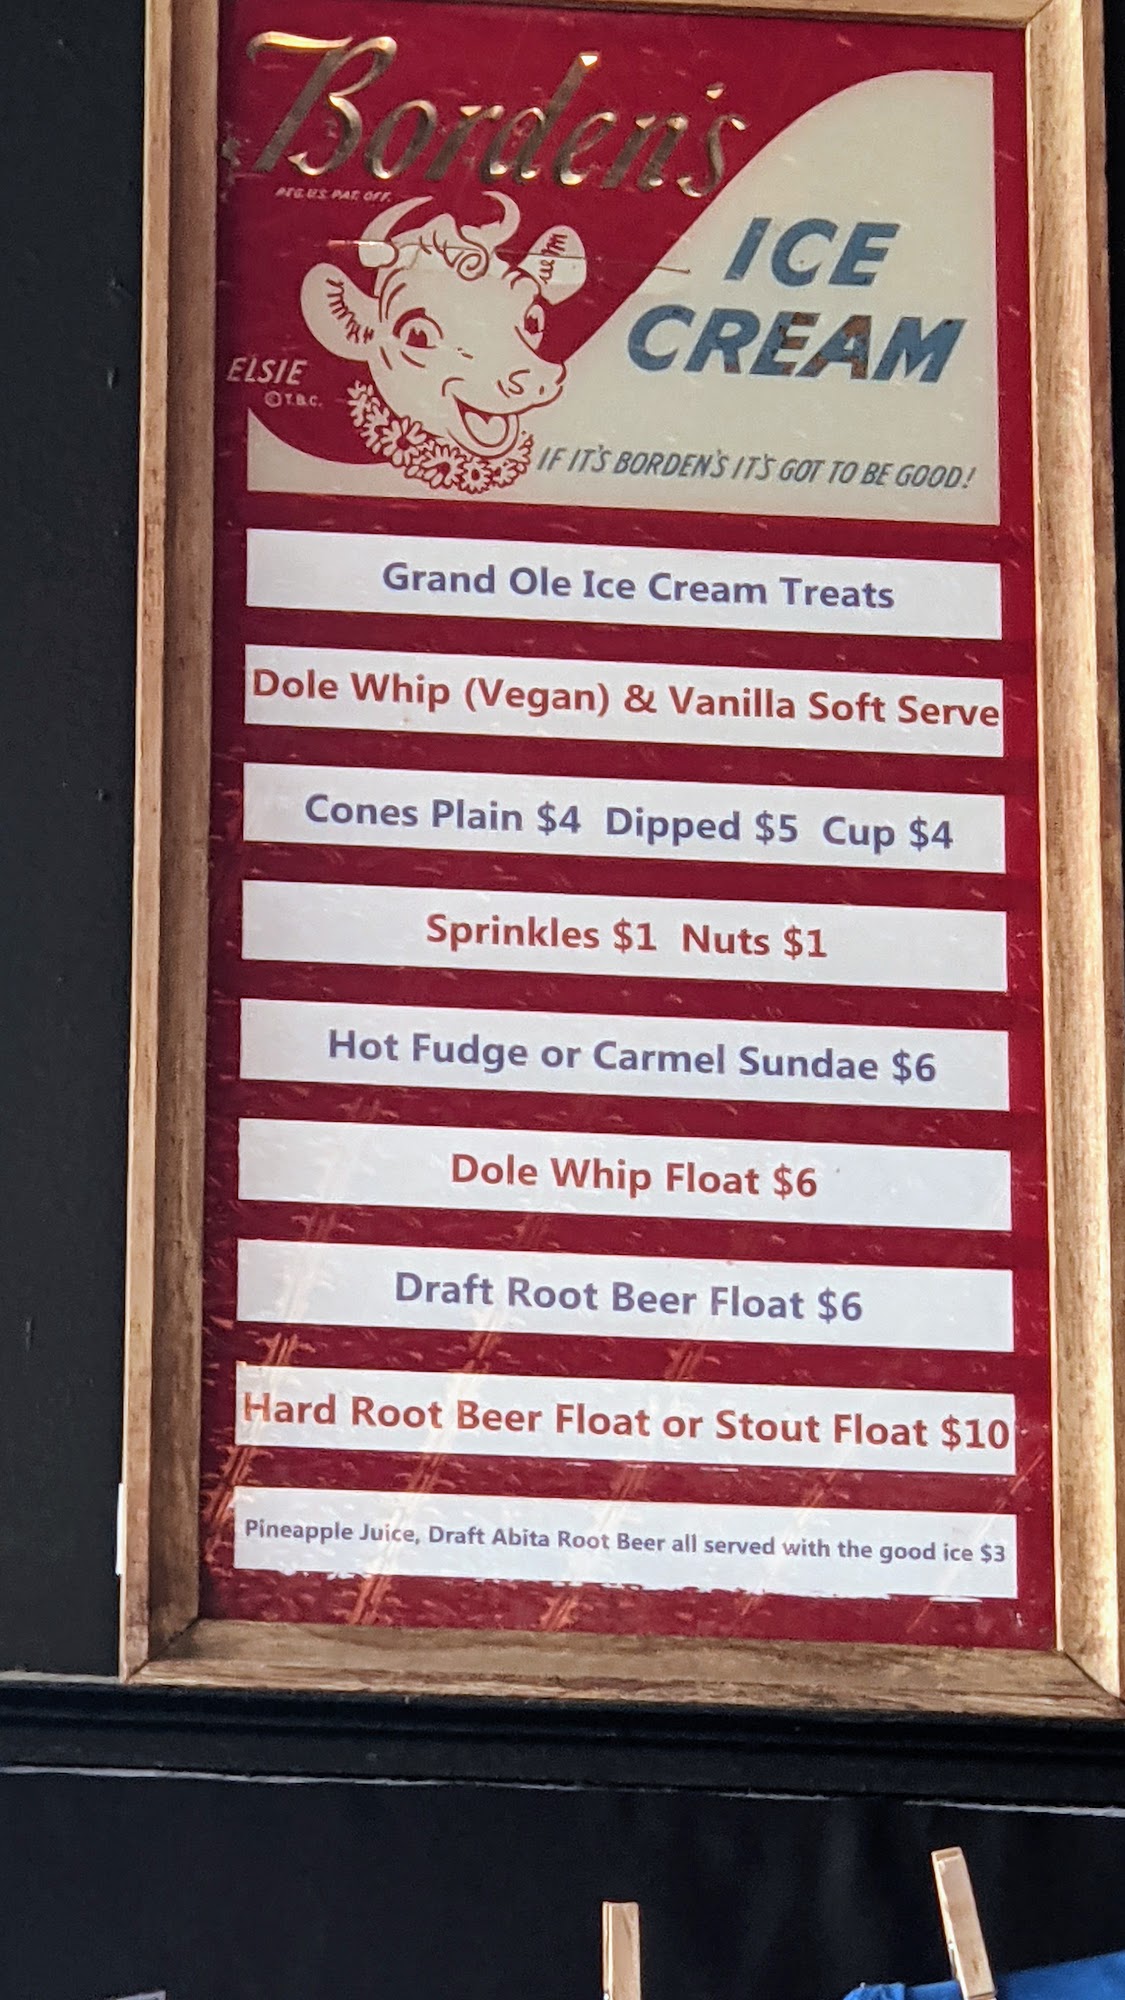 Borden's
REG. U.S. PAT. OFF.
ICE
CREAM
ELSIE
© T.B.C.
IF IT'S BORDEN'S IT'S GOT TO BE GOOD!
Grand Ole Ice Cream Treats
Dole Whip (Vegan) & Vanilla Soft Serve
Cones Plain $4 Dipped $5 Cup $4
Sprinkles $1 Nuts $1
Hot Fudge or Carmel Sundae $6
Dole Whip Float $6
Draft Root Beer Float $6
Hard Root Beer Float or Stout Float $10
Pineapple Juice, Draft Abita Root Beer all served with the good ice $3